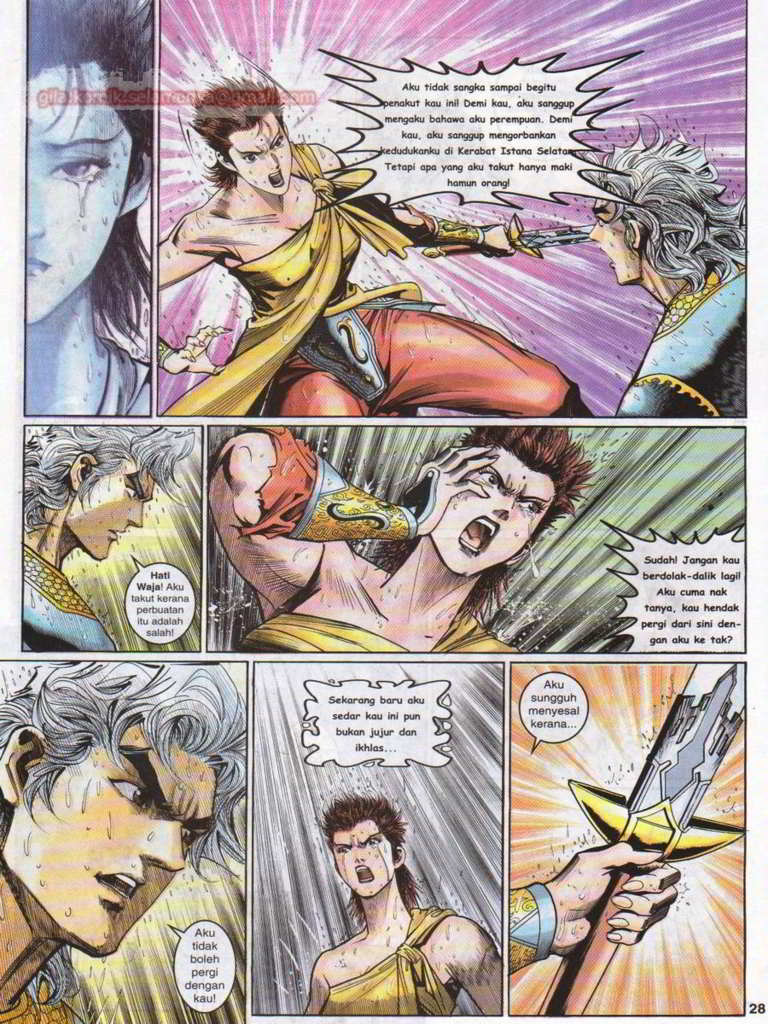 gila.komik.selamanya@gmail.com
Aku tidak sangka sampai begitu
penakut kau ini! Demi kau, aku sanggup
mengaku bahawa aku perempuan. Demi
kau, aku sanggup mengorbankan
kedudukanku di Kerabat Istana Selatan.
Tetapi apa yang aku takut hanya maki
hamun orang!
Hati
Waja! Aku
takut kerana
perbuatan
itu adalah
salah!
Sudah! Jangan kau
berdolak-dalik lagi!
Aku cuma nak
tanya, kau hendak
pergi dari sini den-
gan aku ke tak?
Aku
tidak
boleh
pergi
dengan
kau!
Sekarang baru aku
sedar kau ini pun
bukan jujur dan
ikhlas...
Aku
sungguh
menyesal
kerana...
28